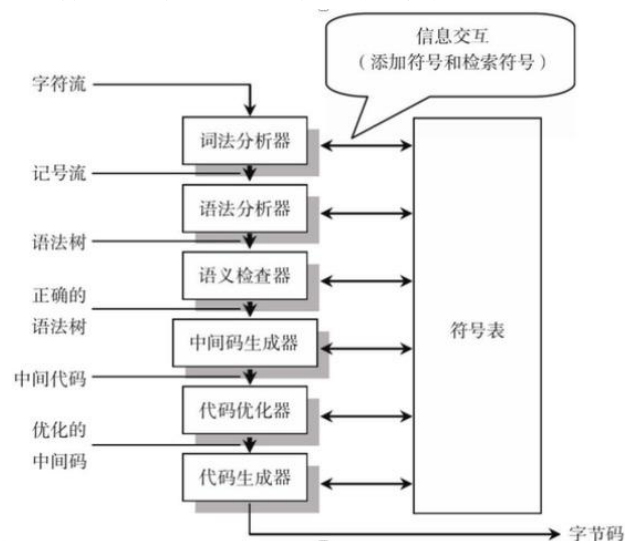 信息交互
（添加符号和检索符号）
字符流
词法分析器
记号流
语法分析器
语法树
语义检查器
正确的
语法树
中间码生成器
符号表
中间代码
代码优化器
优化的
中间码
代码生成器
字节码